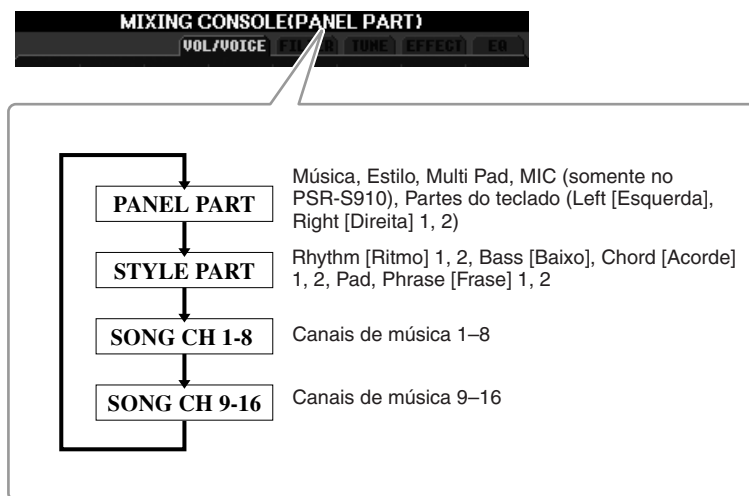 MIXING CONSOLE(PANEL PART)
VOL/VOICE FILTER TUNE EFFECT EQ
PANEL PART
Música, Estilo, Multi Pad, MIC (somente no
PSR-S910), Partes do teclado (Left [Esquerda],
Right [Direita] 1, 2)
STYLE PART
Rhythm [Ritmo] 1, 2, Bass [Baixo], Chord [Acorde]
1, 2, Pad, Phrase [Frase] 1, 2
SONG CH 1-8
Canais de música 1–8
SONG CH 9-16
Canais de música 9–16